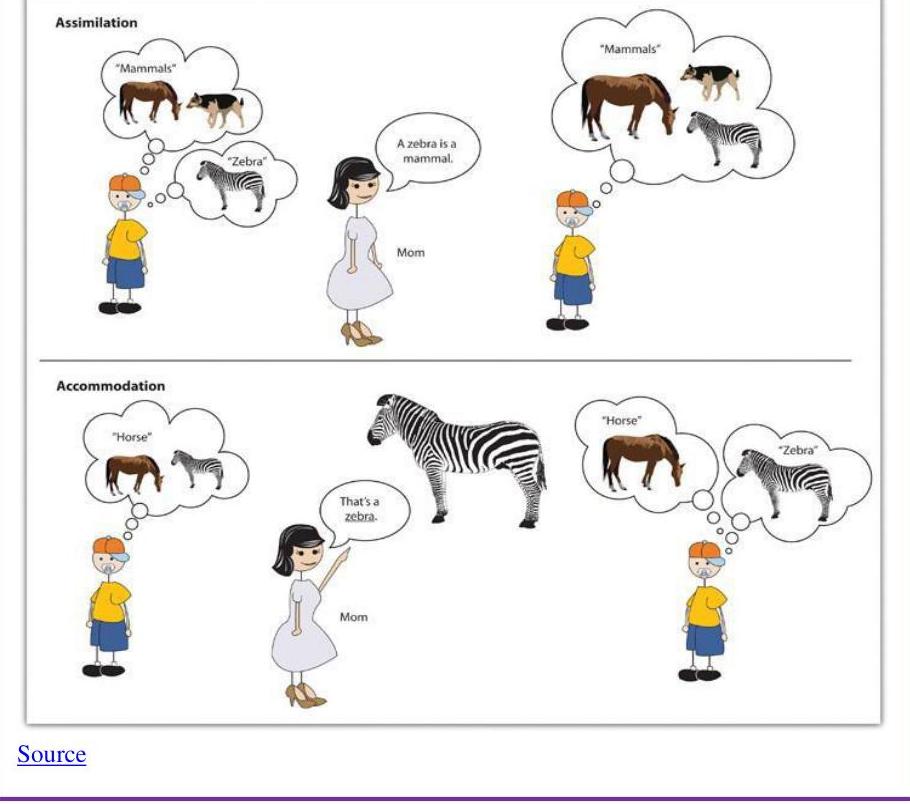 Assimilation
"Mammals"
"Mammals"
"Zebra"
A zebra is a
mammal.
Mom
Accommodation
"Horse"
That's a
zebra.
Mom
"Horse"
"Zebra"
Source